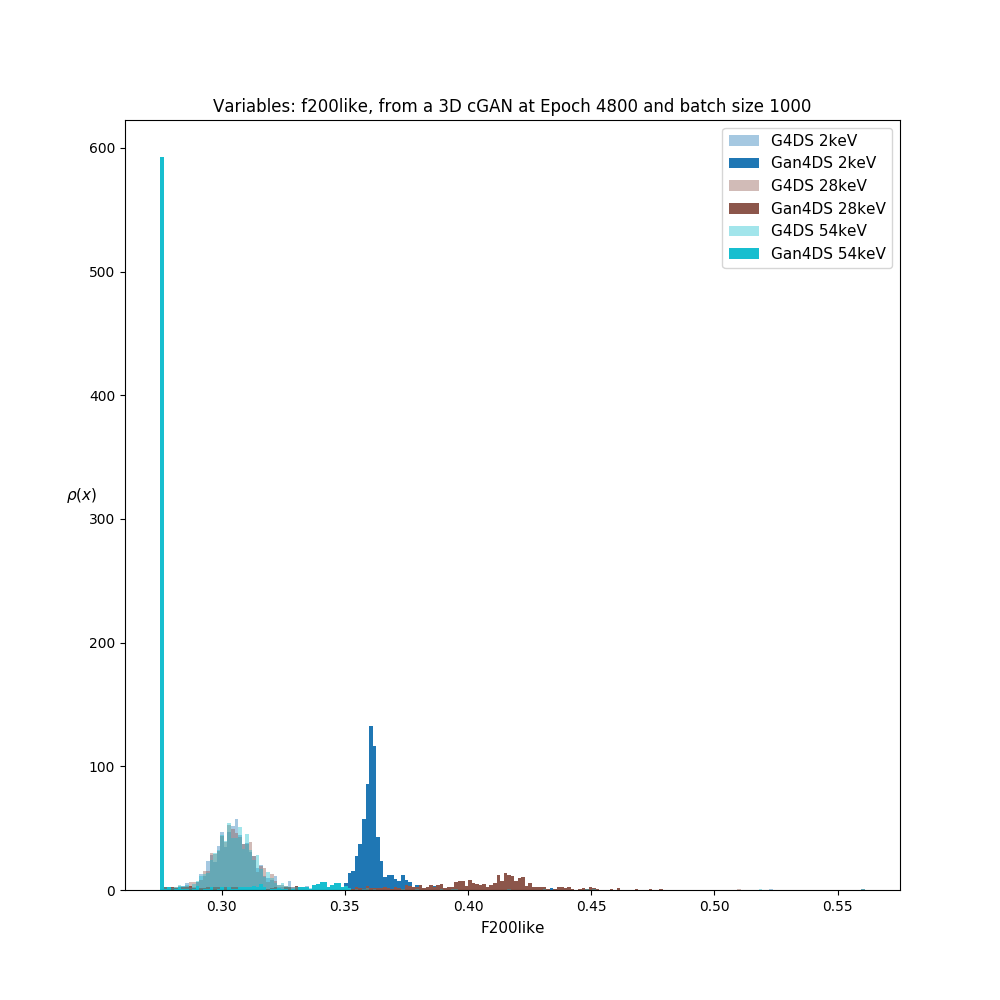 Variables: f200like, from a 3D cGAN at Epoch 4800 and batch size 1000
G4DS 2keV
Gan4DS 2keV
G4DS 28keV
Gan4DS 28keV
G4DS 54keV
Gan4DS 54keV
600
500
400
300
200
100
0
ρ(x)
0.30 0.35 0.40 0.45 0.50 0.55
F200like